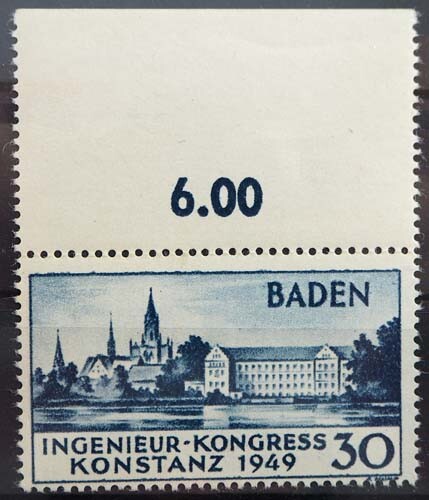 6.00
BADEN
INGENIEUR-KONGRESS
KONSTANZ 1949 30